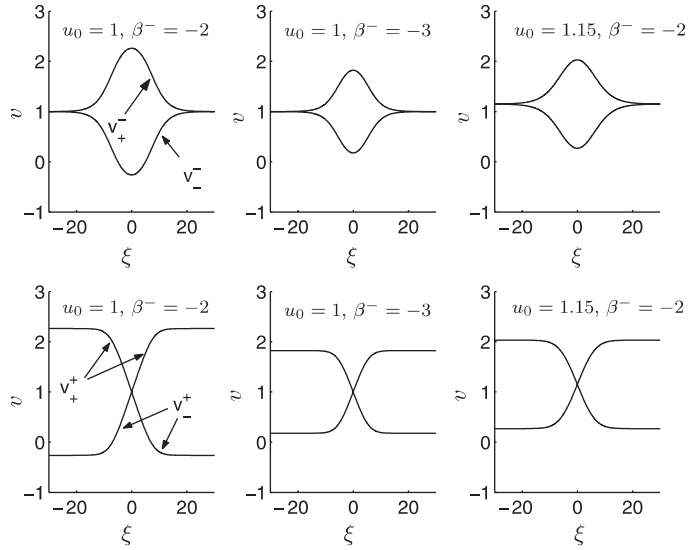 u₀ = 1, β⁻ = −2
3
2
1
0
−1
v
v₊⁻
v₋⁻
−20 0 20
ξ
u₀ = 1, β⁻ = −3
3
2
1
0
−1
v
−20 0 20
ξ
u₀ = 1.15, β⁻ = −2
3
2
1
0
−1
v
−20 0 20
ξ
u₀ = 1, β⁻ = −2
3
2
1
0
−1
v
v₊⁺
v₋⁺
−20 0 20
ξ
u₀ = 1, β⁻ = −3
3
2
1
0
−1
v
−20 0 20
ξ
u₀ = 1.15, β⁻ = −2
3
2
1
0
−1
v
−20 0 20
ξ